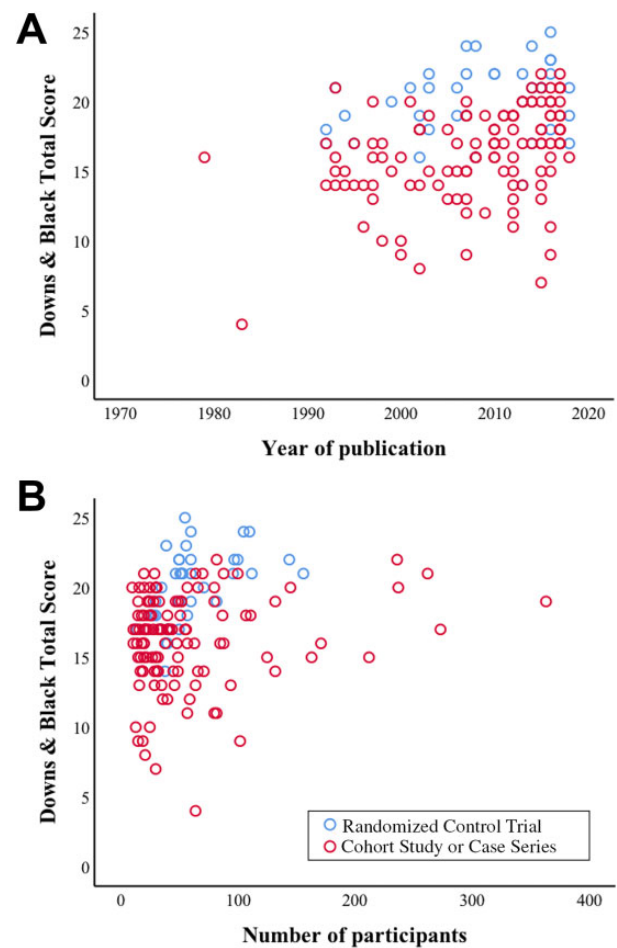 A
Downs & Black Total Score
25
20
15
10
5
0
1970 1980 1990 2000 2010 2020
Year of publication
B
Downs & Black Total Score
25
20
15
10
5
0
Randomized Control Trial
Cohort Study or Case Series
0 100 200 300 400
Number of participants